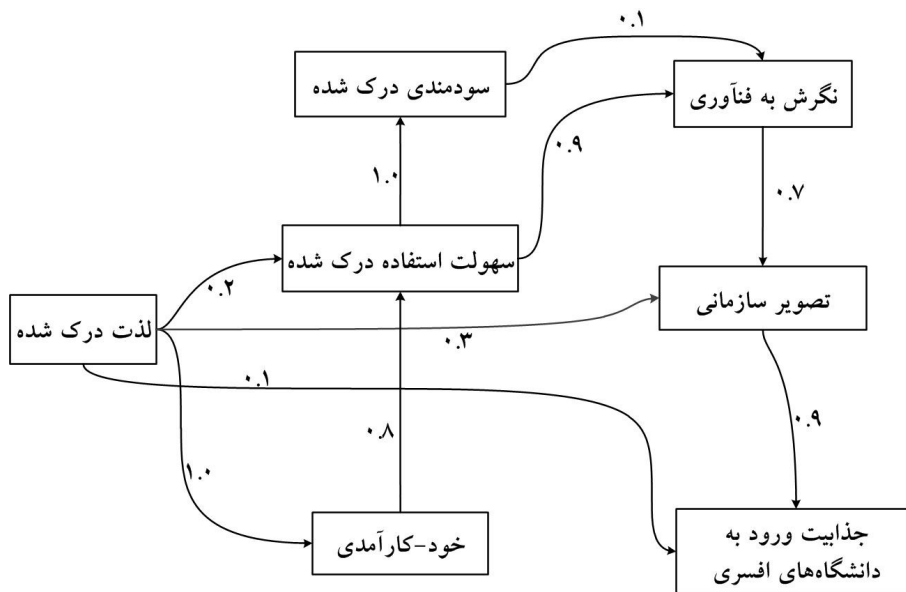 ۰.۱
سودمندی درک شده
نگرش به فنآوری
۰.۹
۱.۰
۰.۷
سهولت استفاده درک شده
تصویر سازمانی
۰.۲
لذت درک شده
۰.۳
۰.۱
۰.۹
۰.۸
۱.۰
خود-کارآمدی
جذابیت ورود به
دانشگاه‌های افسری